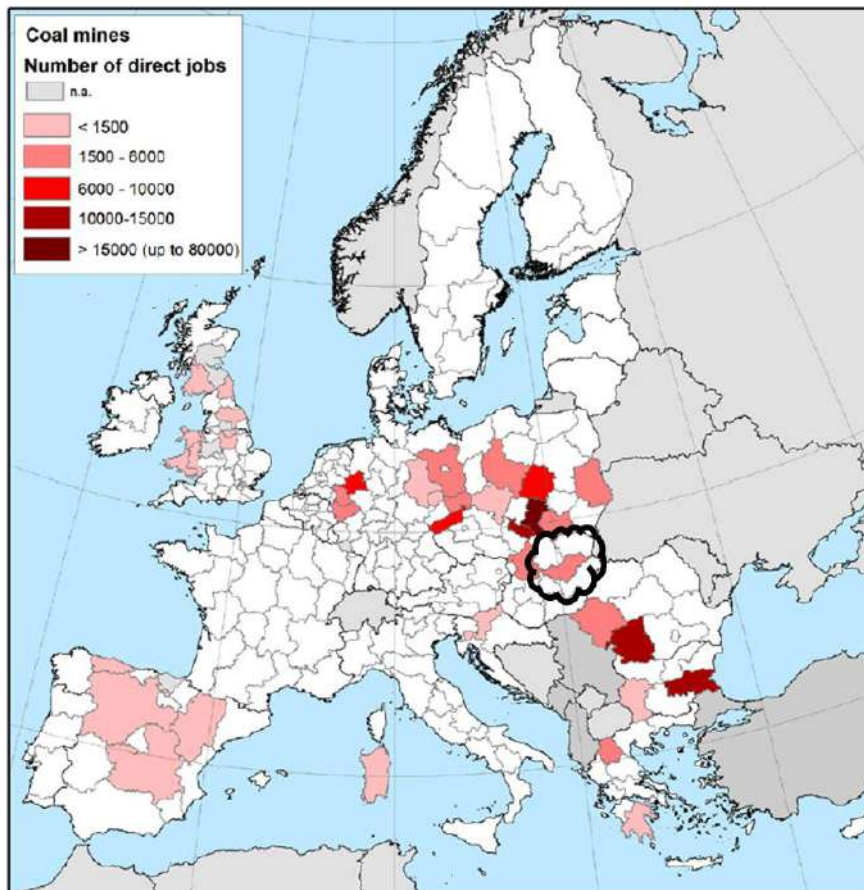 Coal mines
Number of direct jobs
n.a.
< 1500
1500 - 6000
6000 - 10000
10000-15000
> 15000 (up to 80000)